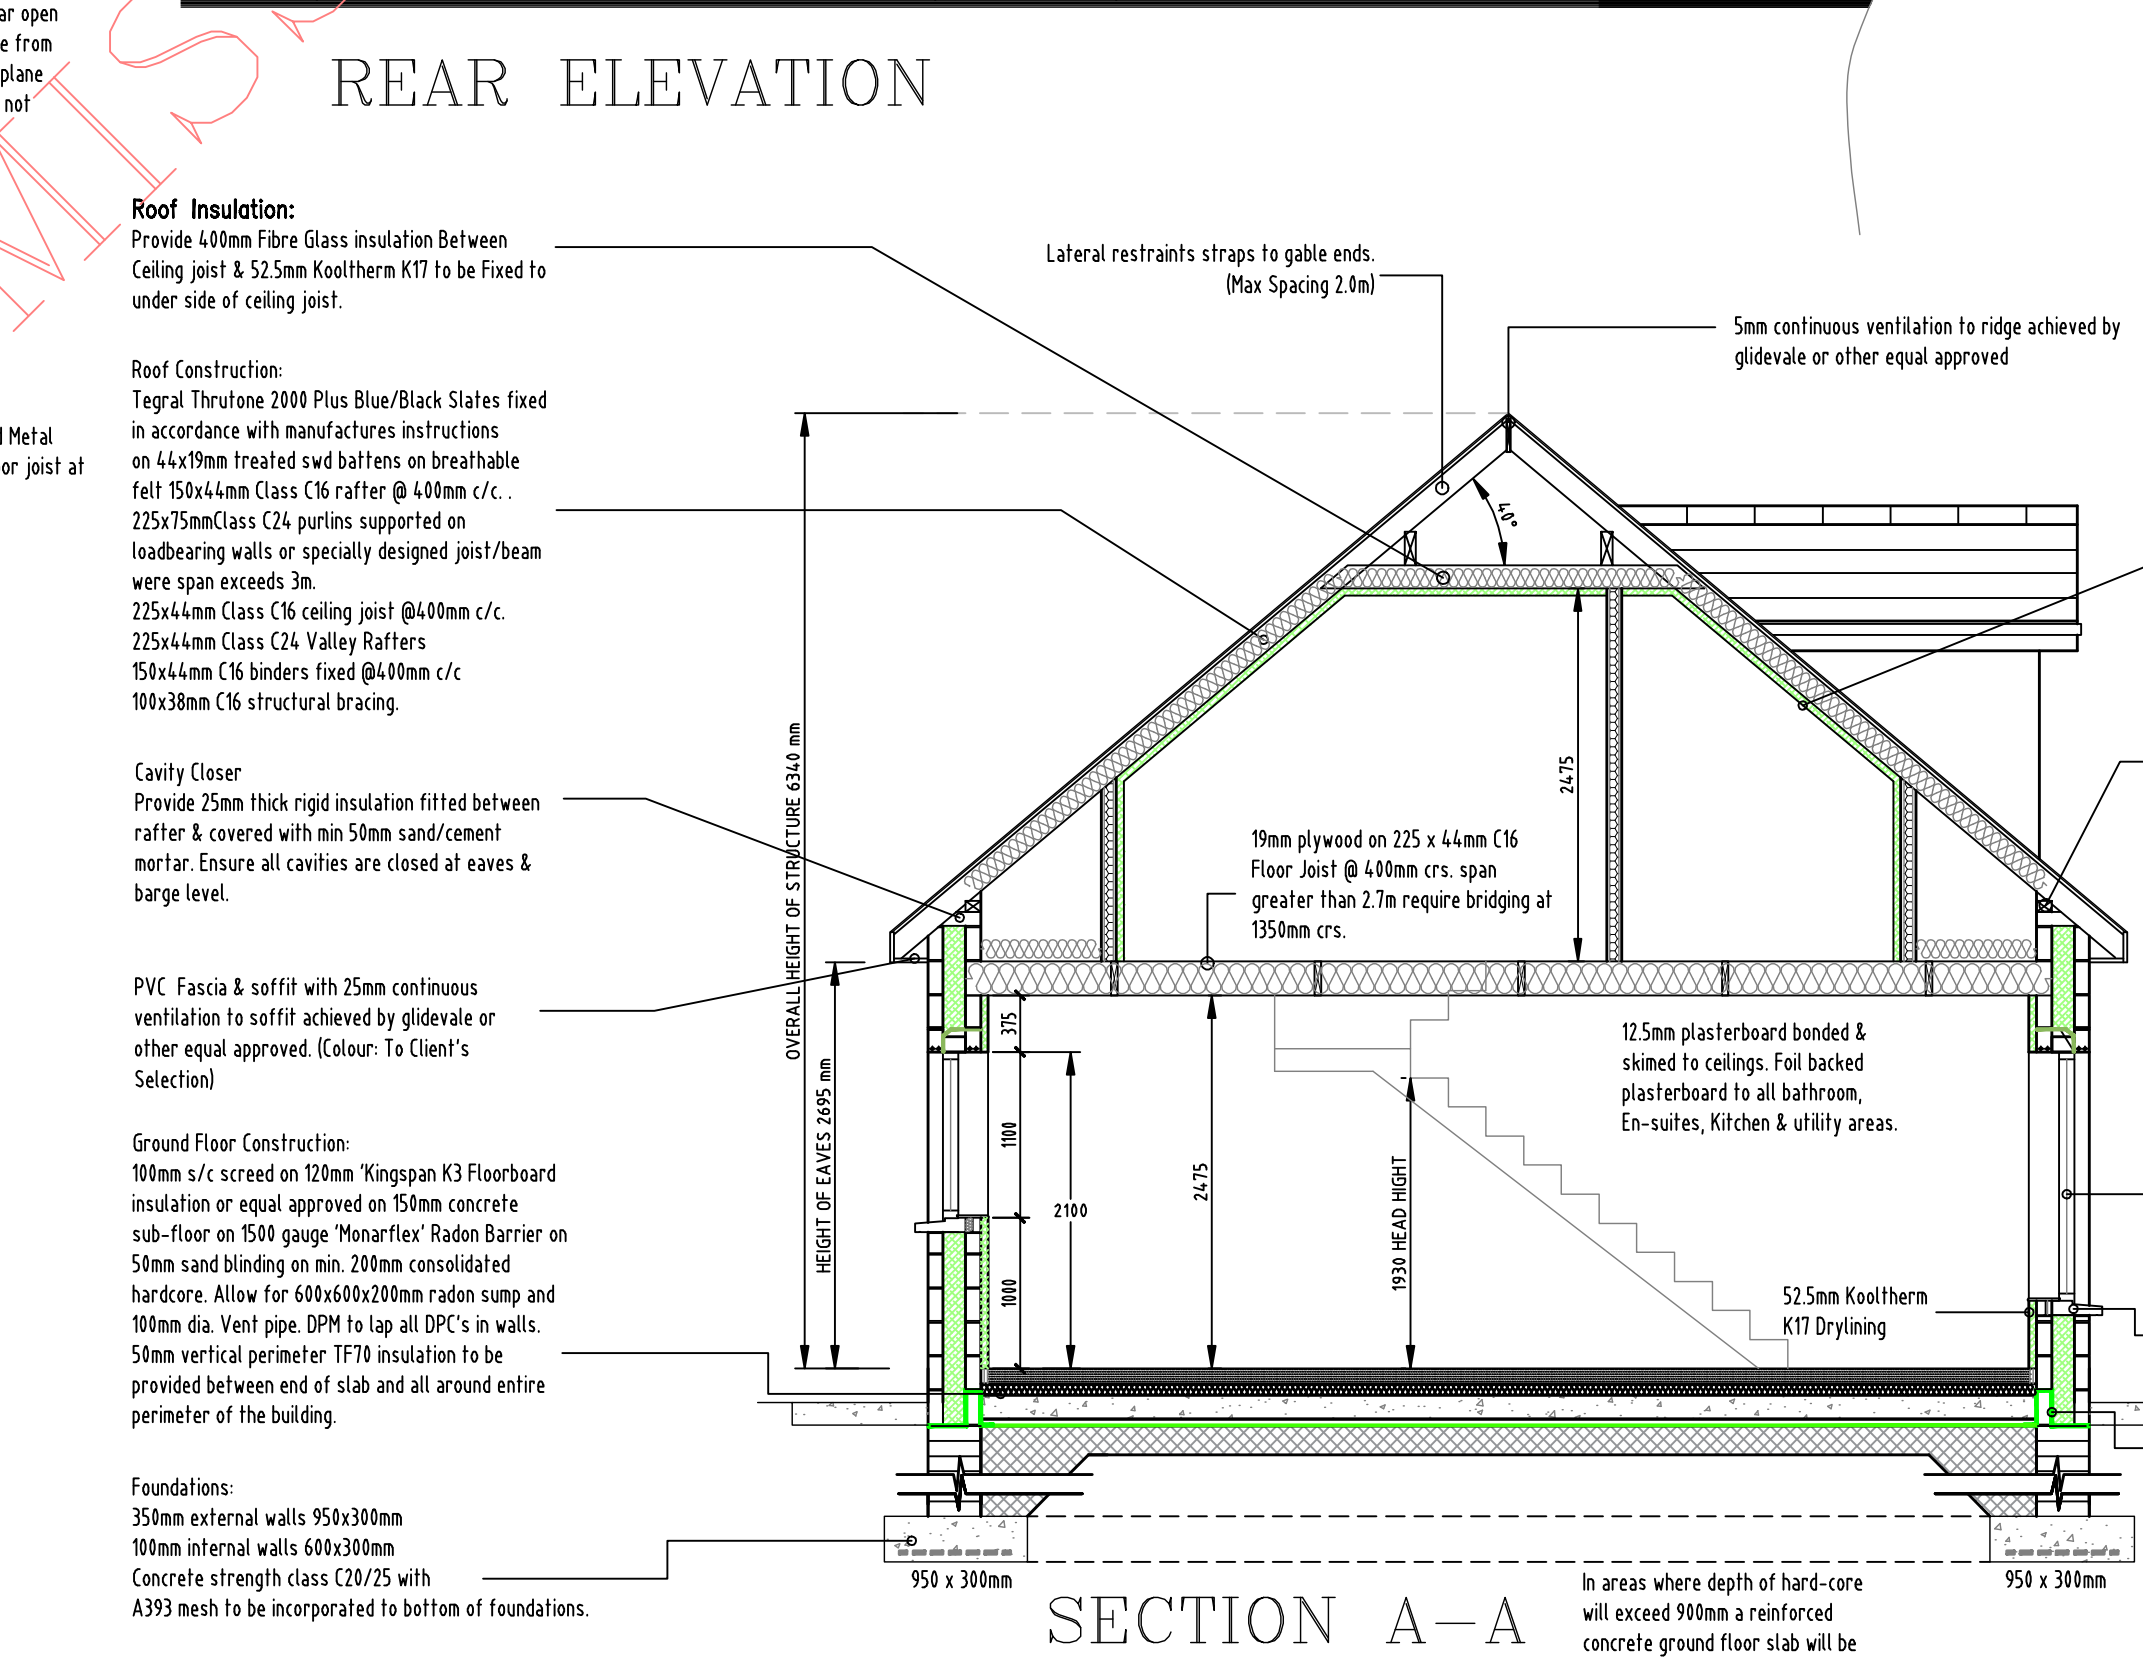 ar open
e from
plane
not
MIS
REAR ELEVATION
Roof Insulation:
Provide 400mm Fibre Glass insulation Between
Ceiling joist & 52.5mm Kooltherm K17 to be Fixed to
under side of ceiling joist.
Lateral restraints straps to gable ends.
(Max Spacing 2.0m)
5mm continuous ventilation to ridge achieved by
glidevale or other equal approved
Roof Construction:
Tegral Thrutone 2000 Plus Blue/Black Slates fixed
in accordance with manufactures instructions
on 44x19mm treated swd battens on breathable
felt 150x44mm Class C16 rafter @ 400mm c/c. .
225x75mmClass C24 purlins supported on
loadbearing walls or specially designed joist/beam
were span exceeds 3m.
225x44mm Class C16 ceiling joist @400mm c/c.
225x44mm Class C24 Valley Rafters
150x44mm C16 binders fixed @400mm c/c
100x38mm C16 structural bracing.
Metal
or joist at
40°
Cavity Closer
Provide 25mm thick rigid insulation fitted between
rafter & covered with min 50mm sand/cement
mortar. Ensure all cavities are closed at eaves &
barge level.
OVERALL HEIGHT OF STRUCTURE 6340 mm
2475
19mm plywood on 225 x 44mm C16
Floor Joist @ 400mm crs. span
greater than 2.7m require bridging at
1350mm crs.
PVC Fascia & soffit with 25mm continuous
ventilation to soffit achieved by glidevale or
other equal approved. (Colour: To Client's
Selection)
HEIGHT OF EAVES 2695 mm
375
1100
1000
2100
2475
1930 HEAD HIGHT
12.5mm plasterboard bonded &
skimed to ceilings. Foil backed
plasterboard to all bathroom,
En-suites, Kitchen & utility areas.
52.5mm Kooltherm
K17 Drylining
Ground Floor Construction:
100mm s/c screed on 120mm 'Kingspan K3 Floorboard
insulation or equal approved on 150mm concrete
sub-floor on 1500 gauge 'Monarflex' Radon Barrier on
50mm sand blinding on min. 200mm consolidated
hardcore. Allow for 600x600x200mm radon sump and
100mm dia. Vent pipe. DPM to lap all DPC's in walls.
50mm vertical perimeter TF70 insulation to be
provided between end of slab and all around entire
perimeter of the building.
Foundations:
350mm external walls 950x300mm
100mm internal walls 600x300mm
Concrete strength class C20/25 with
A393 mesh to be incorporated to bottom of foundations.
950 x 300mm
950 x 300mm
SECTION A-A
In areas where depth of hard-core
will exceed 900mm a reinforced
concrete ground floor slab will be